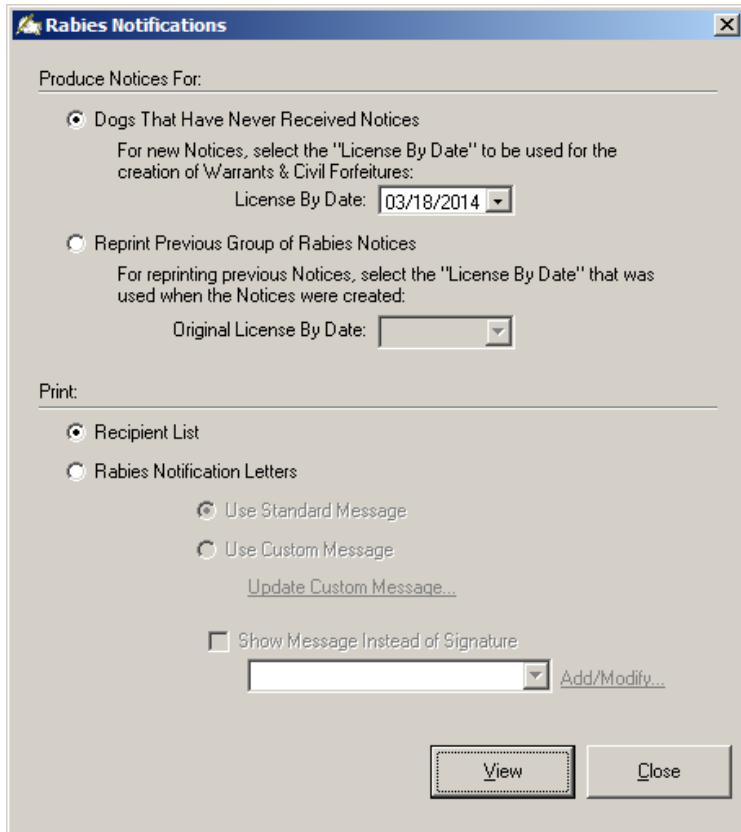 Rabies Notifications
Produce Notices For:
Dogs That Have Never Received Notices
For new Notices, select the "License By Date" to be used for the
creation of Warrants & Civil Forfeitures:
License By Date: 03/18/2014
Reprint Previous Group of Rabies Notices
For reprinting previous Notices, select the "License By Date" that was
used when the Notices were created:
Original License By Date:
Print:
Recipient List
Rabies Notification Letters
Use Standard Message
Use Custom Message
Update Custom Message...
Show Message Instead of Signature
Add/Modify...
View Close